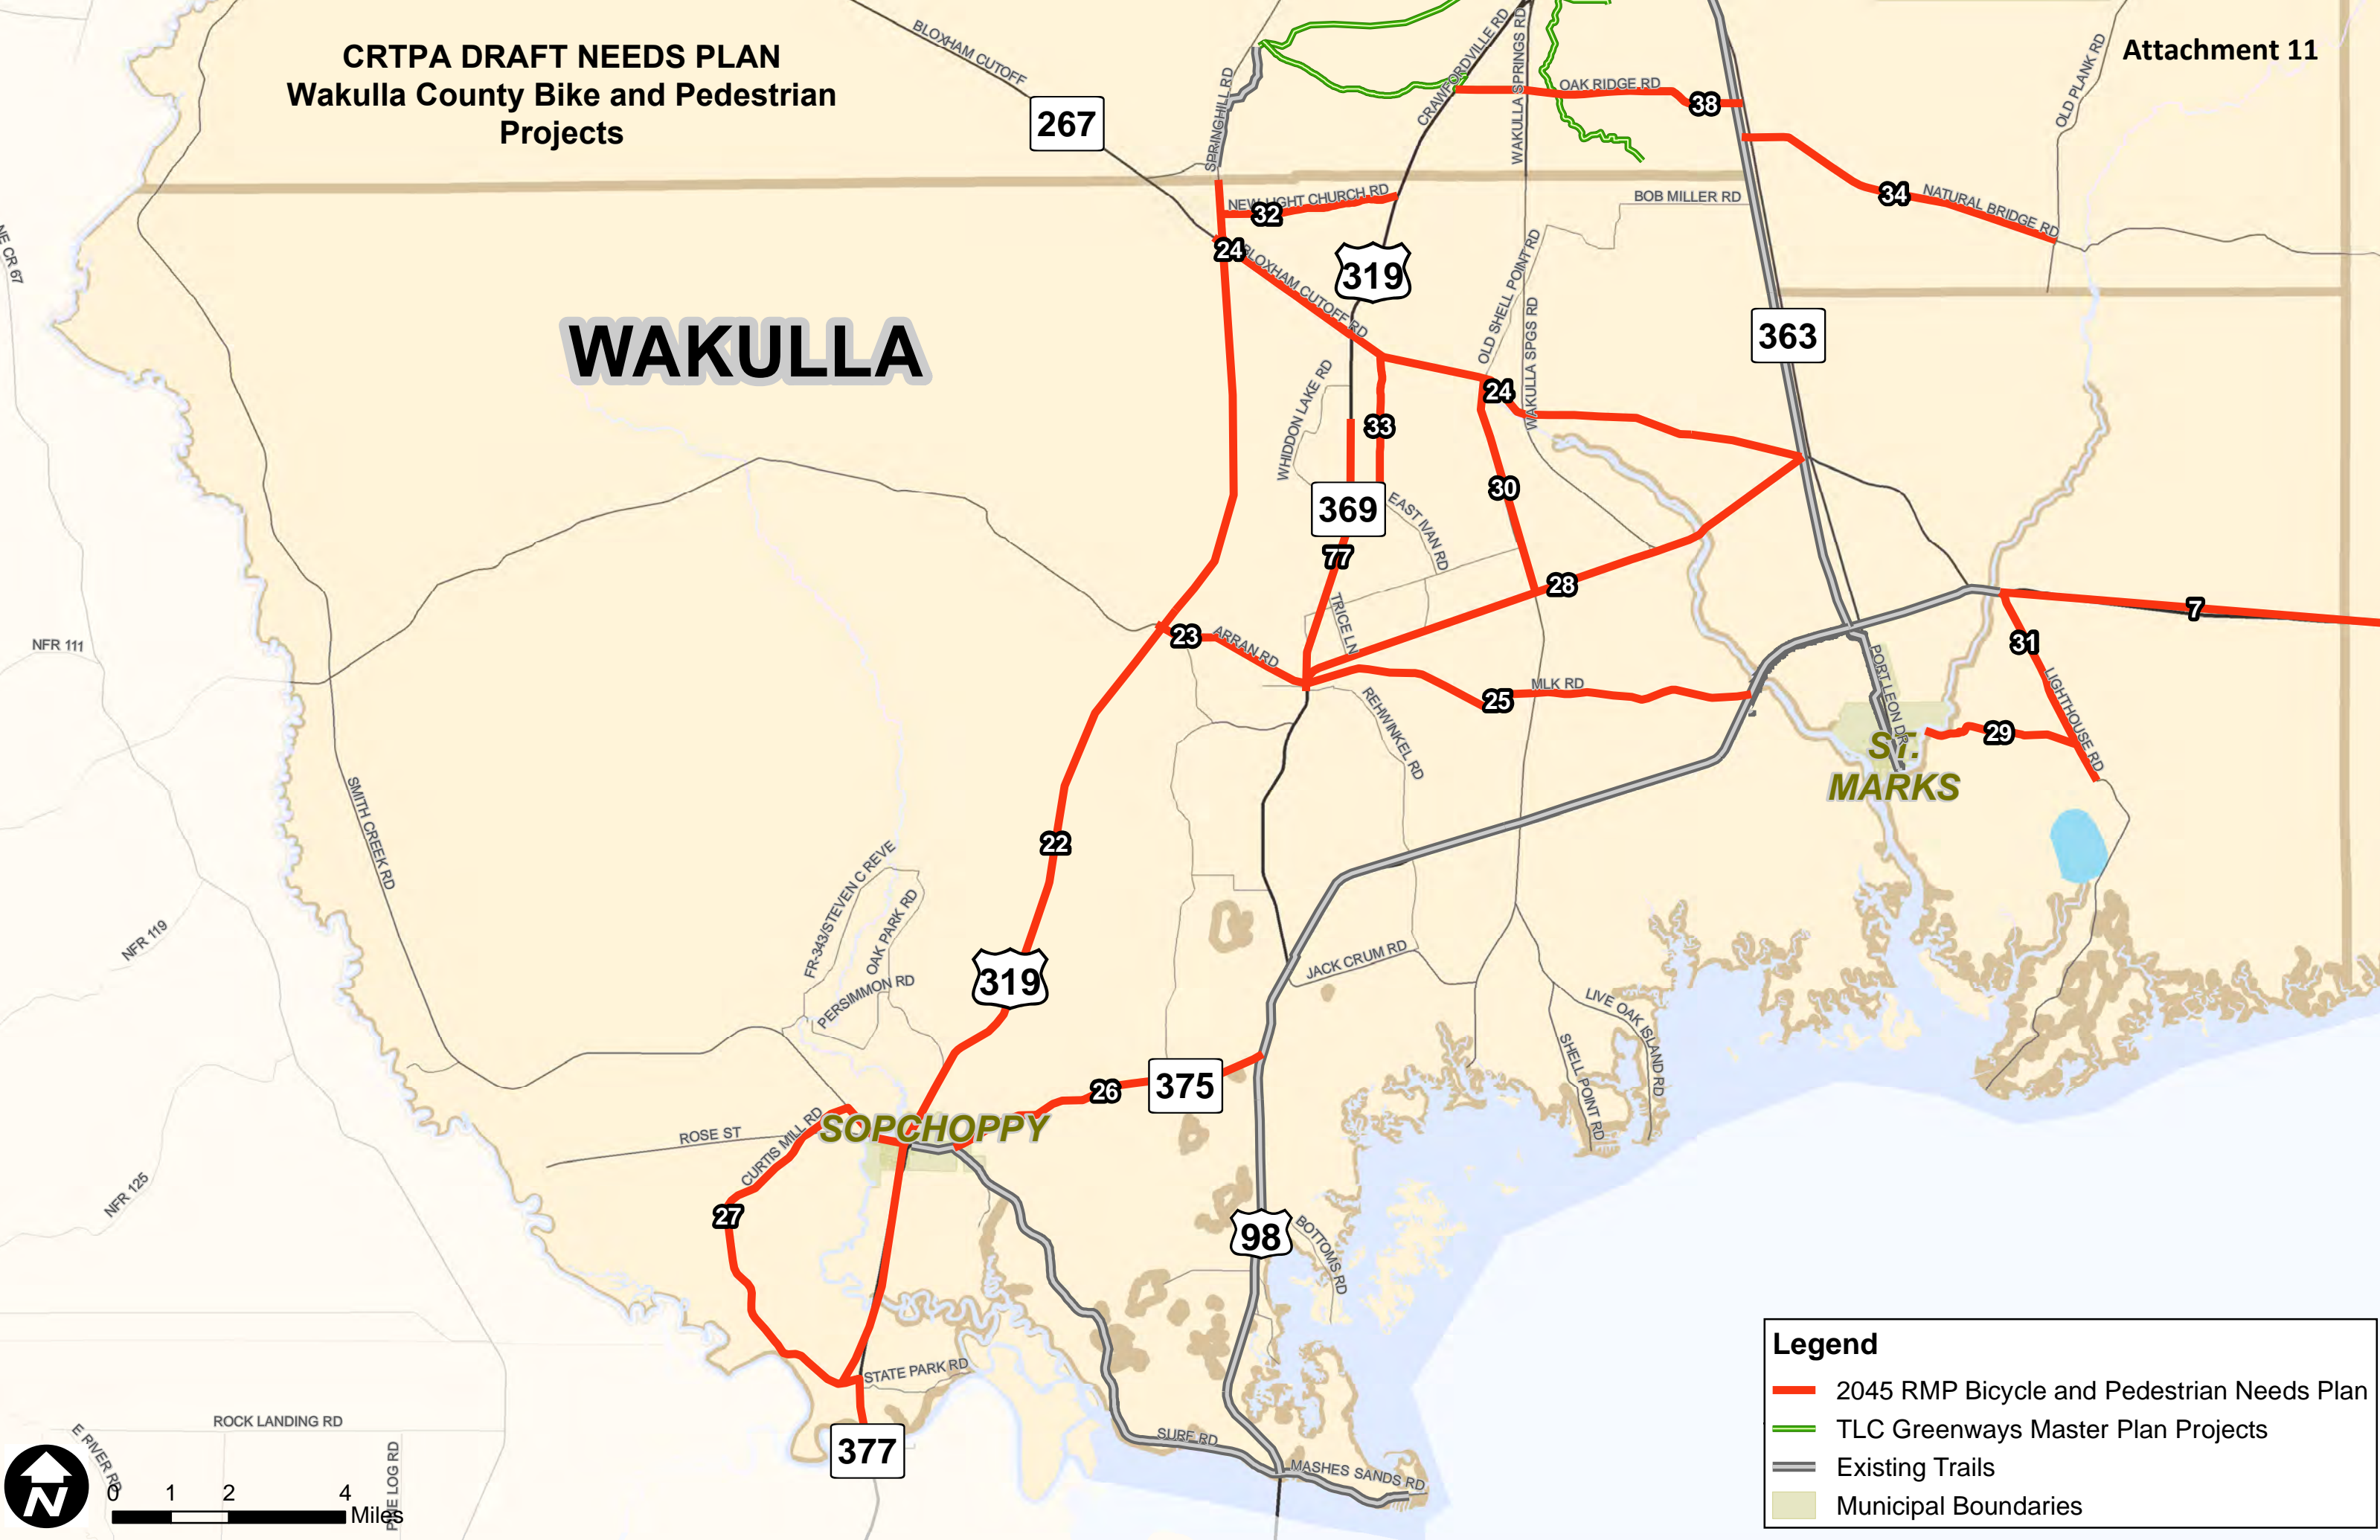 CRTPA DRAFT NEEDS PLAN
Wakulla County Bike and Pedestrian
Projects
Attachment 11
BLOXHAM CUTOFF
267
SPRINGHILL RD
CRAWFORDVILLE RD
WAKULLA SPRINGS RD
OAK RIDGE RD
38
OLD PLANK RD
34
NATURAL BRIDGE RD
NEW LIGHT CHURCH RD
32
BOB MILLER RD
24
BLOXHAM CUTOFF RD
319
OLD SHELL POINT RD
WAKULLA SPGS RD
363
NE CR 67
WAKULLA
WHIDDON LAKE RD
33
24
30
369
EAST IVAN RD
77
TRICE LN
28
7
NFR 111
23
ARRAN RD
31
LIGHTHOUSE RD
PORT LEON DR
25
MLK RD
REHWINKEL RD
29
ST.
MARKS
SMITH CREEK RD
22
FR-343/STEVEN C REVE
OAK PARK RD
PERSIMMON RD
NFR 119
319
JACK CRUM RD
LIVE OAK ISLAND RD
SHELL POINT RD
26
375
SOPCHOPPY
ROSE ST
CURTIS MILL RD
NFR 125
27
98
BOTTOMS RD
STATE PARK RD
377
SURF RD
MASHES SANDS RD
ROCK LANDING RD
E RIVER RD
PINE LOG RD
N
0 1 2 4
Miles
Legend
2045 RMP Bicycle and Pedestrian Needs Plan
TLC Greenways Master Plan Projects
Existing Trails
Municipal Boundaries